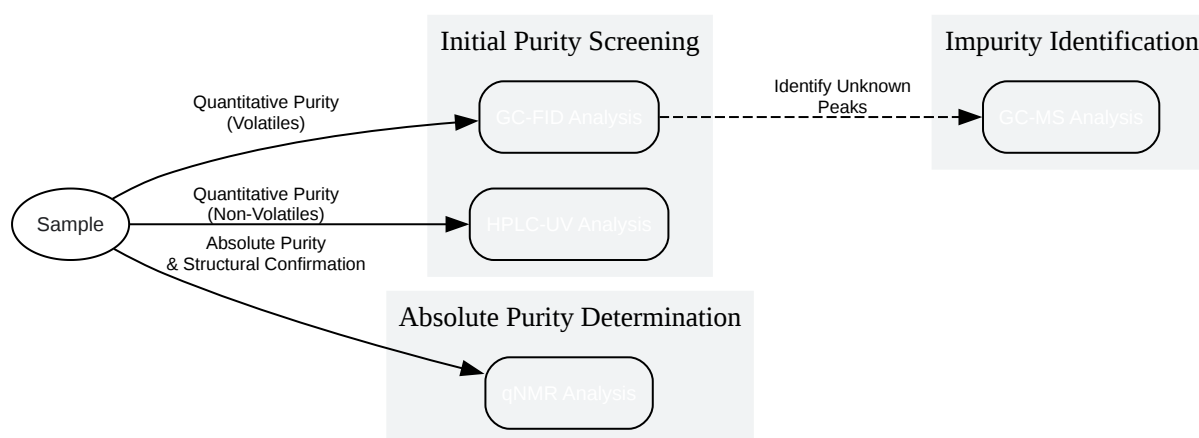 Initial Purity Screening
Impurity Identification
Quantitative Purity
(Volatiles)
GC-FID Analysis
Identify Unknown
Peaks
GC-MS Analysis
Sample
Quantitative Purity
(Non-Volatiles)
HPLC-UV Analysis
Absolute Purity
& Structural Confirmation
Absolute Purity Determination
qNMR Analysis